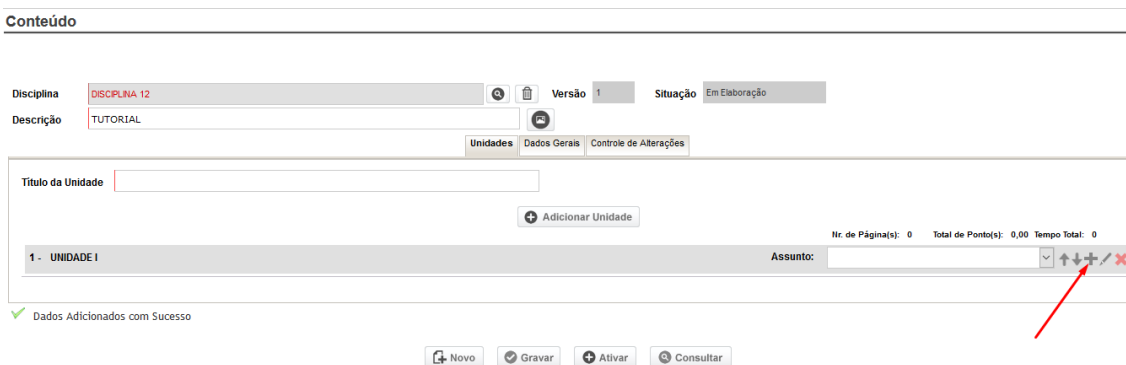 Conteúdo
Disciplina DISCIPLINA 12 Versão 1 Situação Em Elaboração
Descrição TUTORIAL
Unidades Dados Gerais Controle de Alterações
Título da Unidade
Adicionar Unidade
Nr. de Página(s): 0 Total de Ponto(s): 0,00 Tempo Total: 0
1 - UNIDADE I Assunto:
Dados Adicionados com Sucesso
Novo Gravar Ativar Consultar